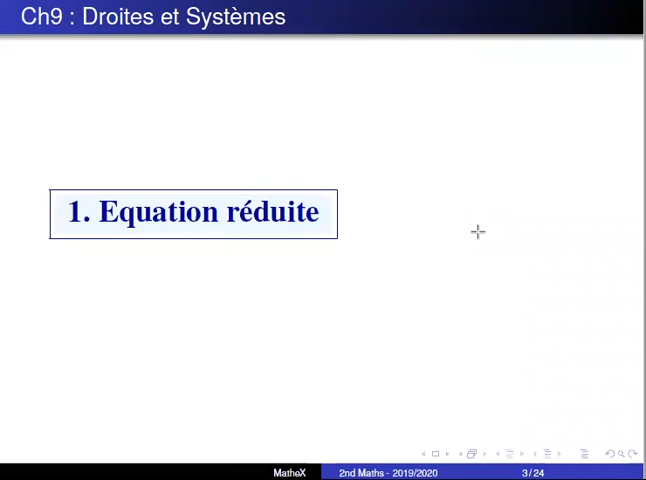 Ch9 : Droites et Systèmes
1. Equation réduite
MatheX 2nd Maths - 2019/2020 3/24